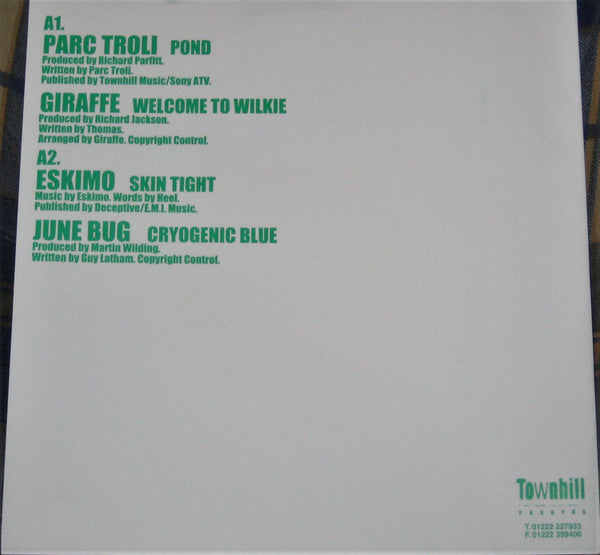 A1.
PARC TROLI POND
Produced by Richard Parfitt.
Written by Parc Troli.
Published by Townhill Music/Sony ATV.
GIRAFFE WELCOME TO WILKIE
Produced by Richard Jackson.
Written by Thomas.
Arranged by Giraffe. Copyright Control.
A2.
ESKIMO SKIN TIGHT
Music by Eskimo. Words by Heel.
Published by Deceptive/E.M.I. Music.
JUNE BUG CRYOGENIC BLUE
Produced by Martin Wilding.
Written by Guy Latham. Copyright Control.
Townhill
records
T. 01222 227933
F. 01222 399400